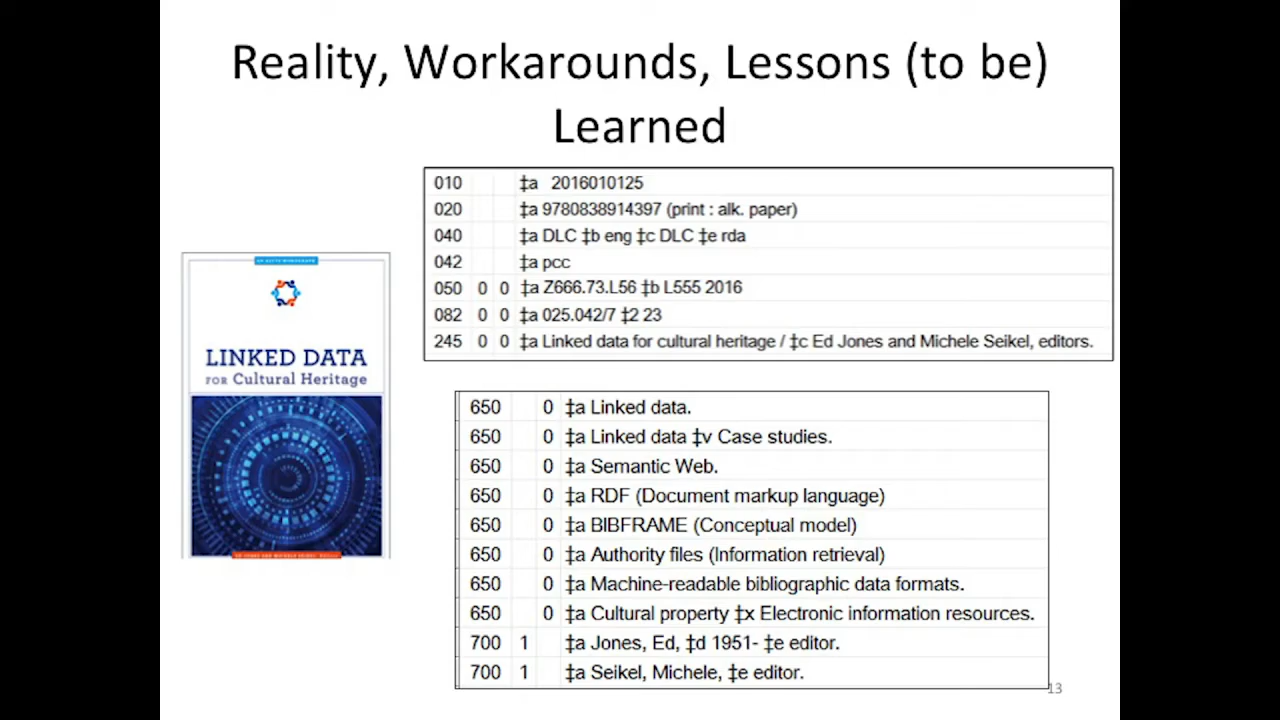 Reality, Workarounds, Lessons (to be)
Learned
010 ‡a 2016010125
020 ‡a 9780838914397 (print : alk. paper)
040 ‡a DLC ‡b eng ‡c DLC ‡e rda
042 ‡a pcc
050 0 0 ‡a Z666.73.L56 ‡b L555 2016
082 0 0 ‡a 025.042/7 ‡2 23
245 0 0 ‡a Linked data for cultural heritage / ‡c Ed Jones and Michele Seikel, editors.
LINKED DATA
FOR Cultural Heritage
650 0 ‡a Linked data.
650 0 ‡a Linked data ‡v Case studies.
650 0 ‡a Semantic Web.
650 0 ‡a RDF (Document markup language)
650 0 ‡a BIBFRAME (Conceptual model)
650 0 ‡a Authority files (Information retrieval)
650 0 ‡a Machine-readable bibliographic data formats.
650 0 ‡a Cultural property ‡x Electronic information resources.
700 1 ‡a Jones, Ed, ‡d 1951- ‡e editor.
700 1 ‡a Seikel, Michele, ‡e editor.
13